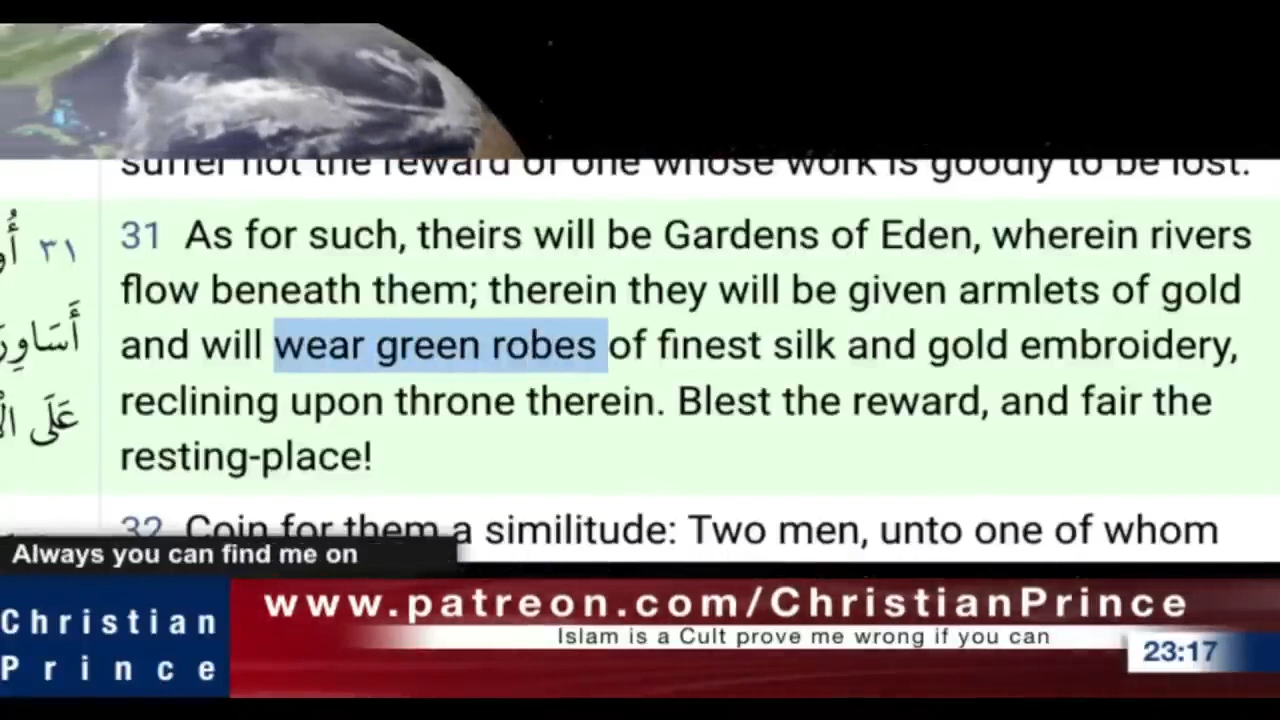 suffer not the reward of one whose work is goodly to be lost.
31 As for such, theirs will be Gardens of Eden, wherein rivers
flow beneath them; therein they will be given armlets of gold
and will wear green robes of finest silk and gold embroidery,
reclining upon throne therein. Blest the reward, and fair the
resting-place!
32 Coin for them a similitude: Two men, unto one of whom
٣١
عَلَى
Always you can find me on
Christian
Prince
www.patreon.com/ChristianPrince
Islam is a Cult prove me wrong if you can
23:17